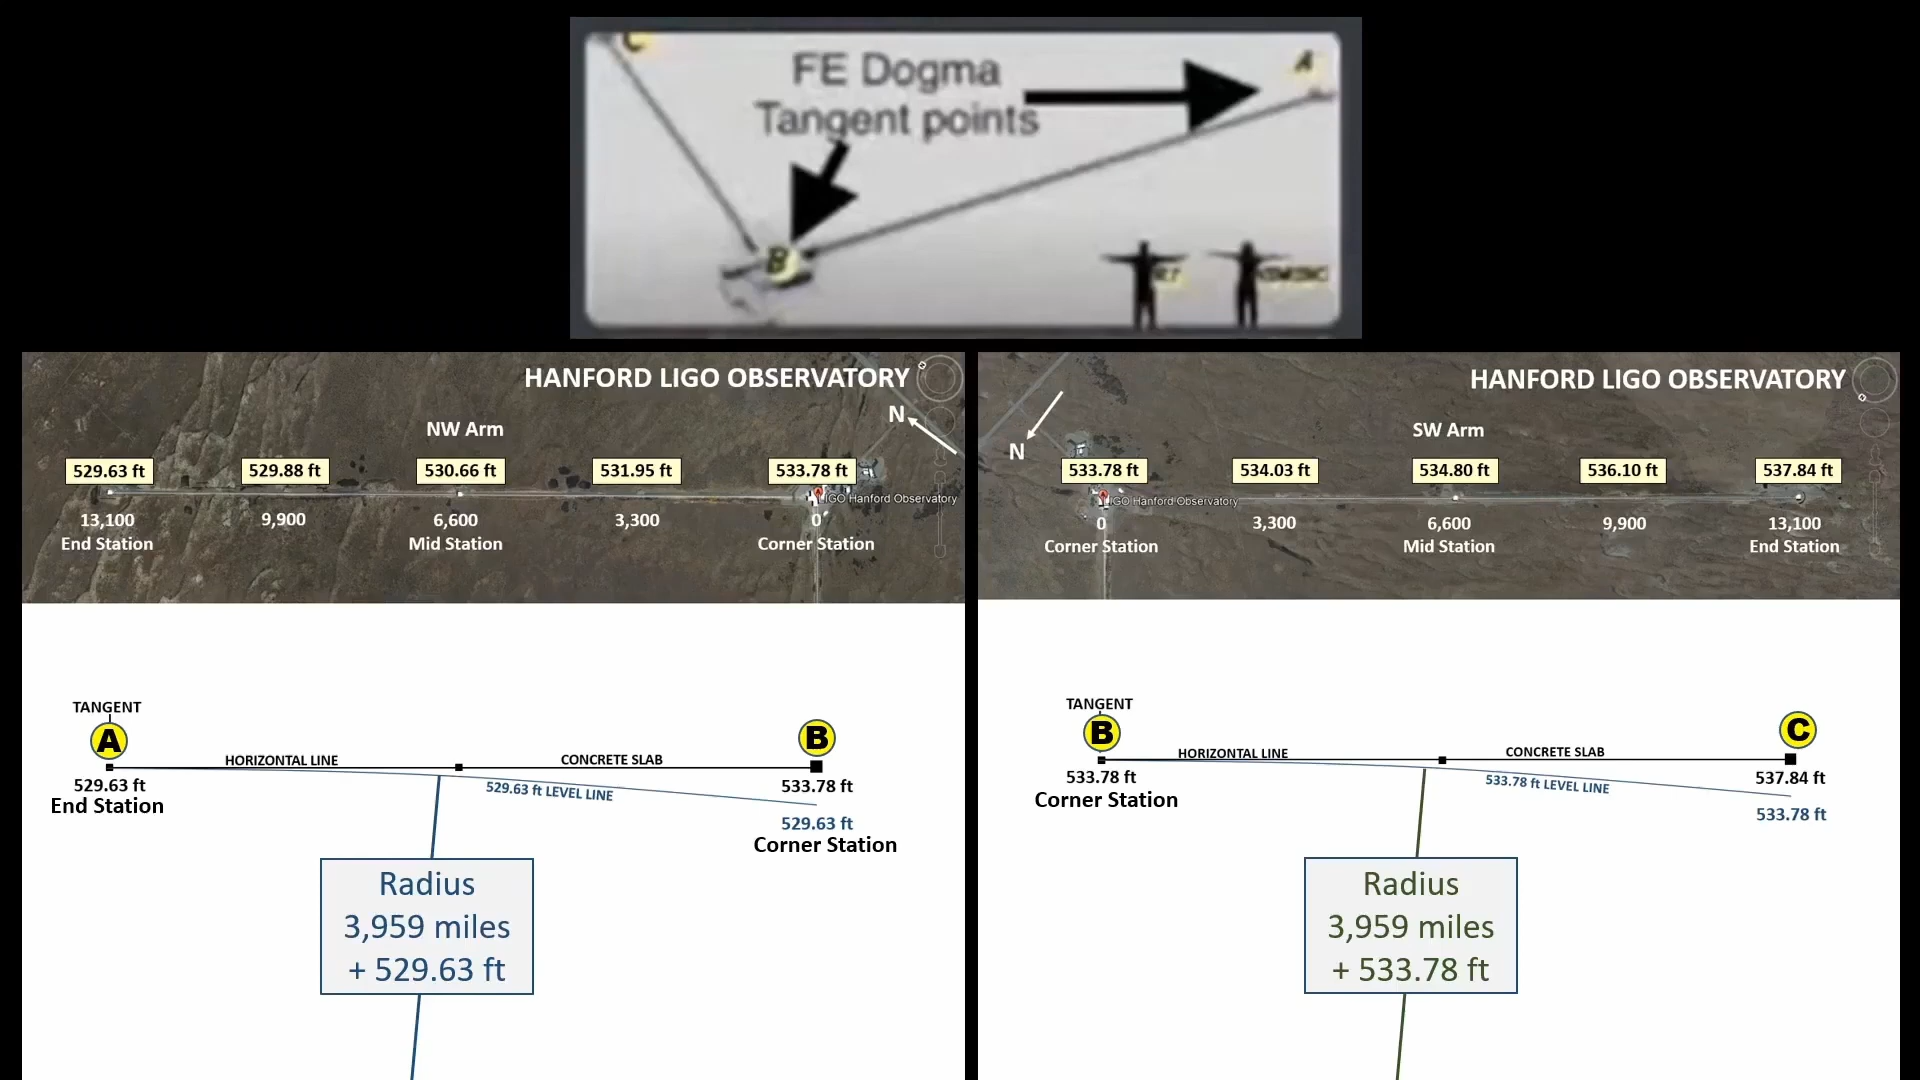 C
FE Dogma
Tangent points
A
B
HANFORD LIGO OBSERVATORY
N
NW Arm
529.63 ft
529.88 ft
530.66 ft
531.95 ft
533.78 ft
LIGO Hanford Observatory
13,100
9,900
6,600
3,300
0
End Station
Mid Station
Corner Station
TANGENT
A
B
HORIZONTAL LINE
CONCRETE SLAB
529.63 ft
End Station
529.63 ft LEVEL LINE
533.78 ft
529.63 ft
Corner Station
Radius
3,959 miles
+ 529.63 ft
HANFORD LIGO OBSERVATORY
N
SW Arm
533.78 ft
534.03 ft
534.80 ft
536.10 ft
537.84 ft
LIGO Hanford Observatory
0
3,300
6,600
9,900
13,100
Corner Station
Mid Station
End Station
TANGENT
B
C
HORIZONTAL LINE
CONCRETE SLAB
533.78 ft
Corner Station
533.78 ft LEVEL LINE
537.84 ft
533.78 ft
Radius
3,959 miles
+ 533.78 ft